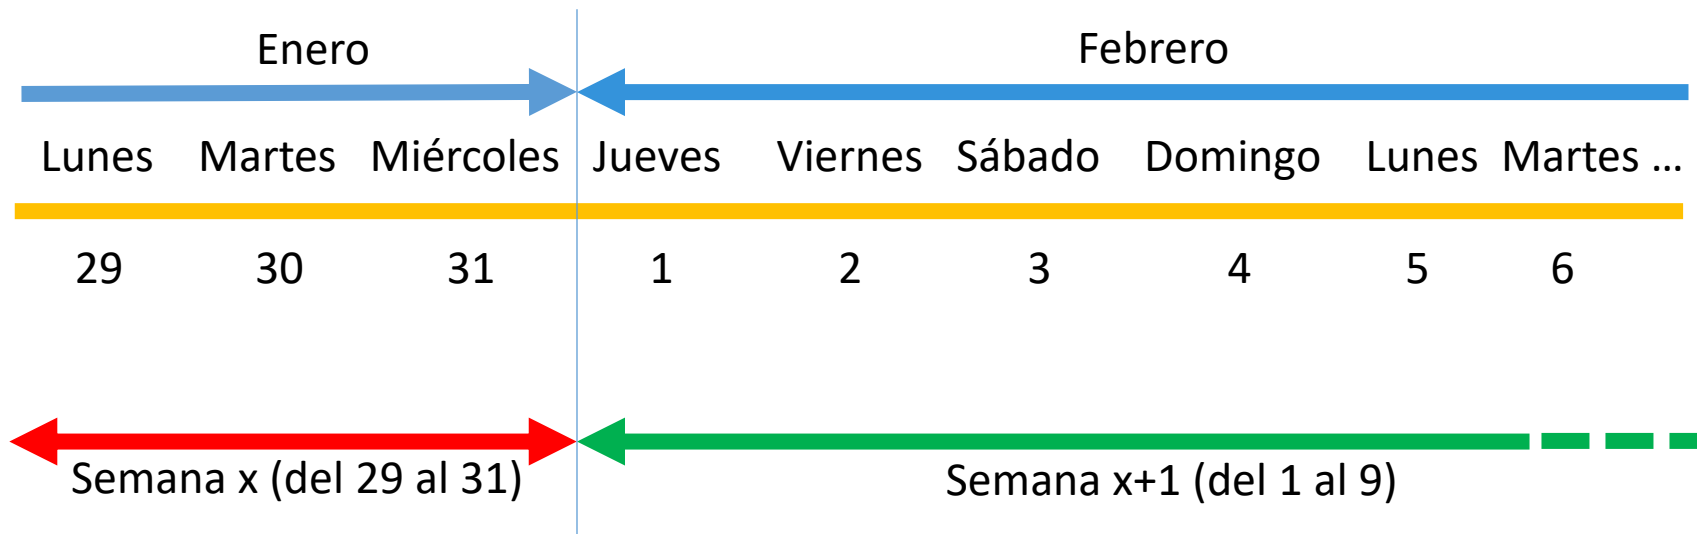 Enero Febrero
Lunes Martes Miércoles Jueves Viernes Sábado Domingo Lunes Martes ...
29 30 31 1 2 3 4 5 6
Semana x (del 29 al 31) Semana x+1 (del 1 al 9)